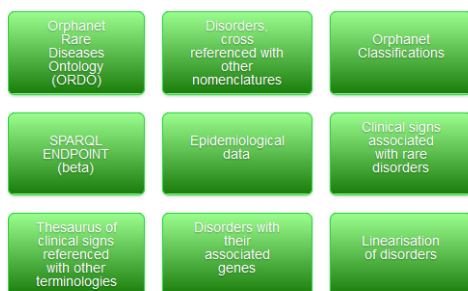 Orphanet
Rare
Diseases
Ontology
(ORDO)
Disorders,
cross
referenced with
other
nomenclatures
Orphanet
Classifications
SPARQL
ENDPOINT
(beta)
Epidemiological
data
Clinical signs
associated
with rare
disorders
Thesaurus of
clinical signs
referenced
with other
terminologies
Disorders with
their
associated
genes
Linearisation
of disorders